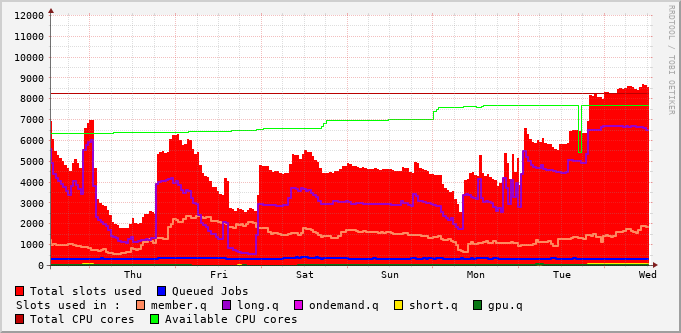 RRDTOOL / TOBI OETIKER
12000
11000
10000
9000
8000
7000
6000
5000
4000
3000
2000
1000
0
Thu Fri Sat Sun Mon Tue Wed
Total slots used Queued Jobs
Slots used in : member.q long.q ondemand.q short.q gpu.q
Total CPU cores Available CPU cores